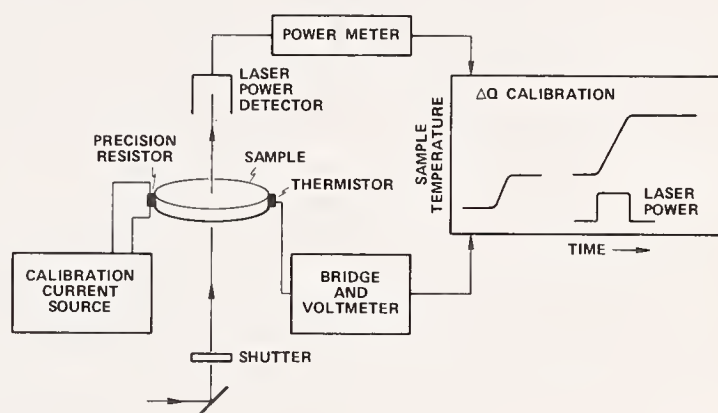 POWER METER
LASER
POWER
DETECTOR
ΔQ CALIBRATION
SAMPLE
TEMPERATURE
LASER
POWER
TIME
PRECISION
RESISTOR
SAMPLE
THERMISTOR
CALIBRATION
CURRENT
SOURCE
BRIDGE
AND
VOLTMETER
SHUTTER